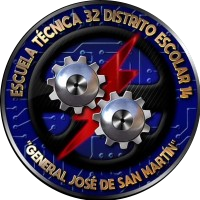 ESCUELA TÉCNICA 32 DISTRITO ESCOLAR 14
"GENERAL JOSÉ DE SAN MARTÍN"